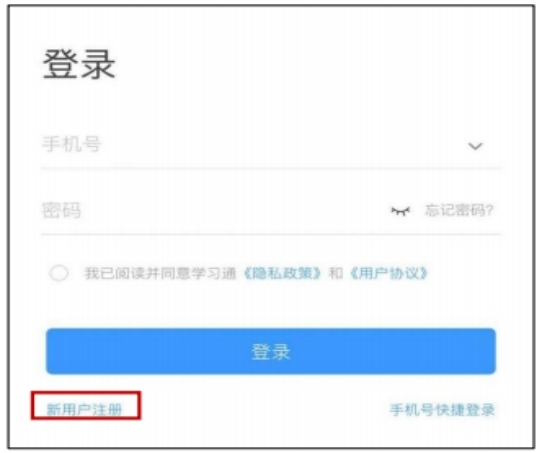 登录
手机号
密码 忘记密码?
我已阅读并同意学习通《隐私政策》和《用户协议》
登录
新用户注册 手机号快捷登录